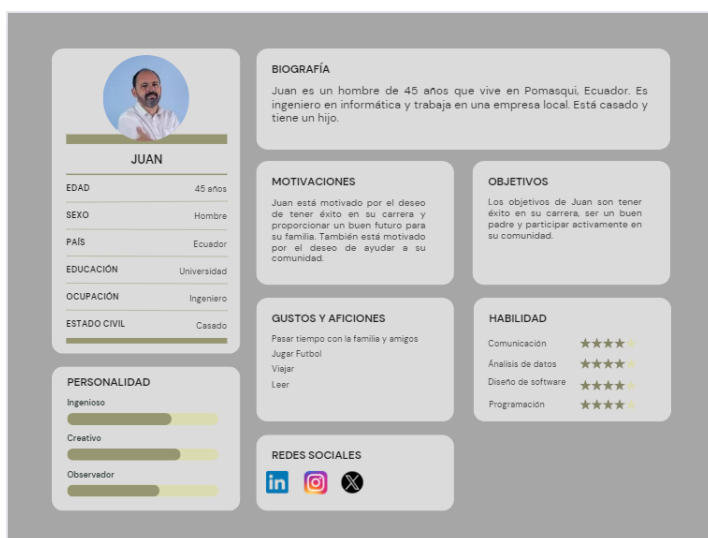 JUAN
EDAD 45 años
SEXO Hombre
PAÍS Ecuador
EDUCACIÓN Universidad
OCUPACIÓN Ingeniero
ESTADO CIVIL Casado
PERSONALIDAD
Ingenioso
Creativo
Observador
BIOGRAFÍA
Juan es un hombre de 45 años que vive en Pomasqui, Ecuador. Es
ingeniero en informática y trabaja en una empresa local. Está casado y
tiene un hijo.
MOTIVACIONES
Juan está motivado por el deseo
de tener éxito en su carrera y
proporcionar un buen futuro para
su familia. También está motivado
por el deseo de ayudar a su
comunidad.
OBJETIVOS
Los objetivos de Juan son tener
éxito en su carrera, ser un buen
padre y participar activamente en
su comunidad.
GUSTOS Y AFICIONES
Pasar tiempo con la familia y amigos
Jugar Futbol
Viajar
Leer
HABILIDAD
Comunicación
Ánalisis de datos
Diseño de software
Programación
REDES SOCIALES
in
X